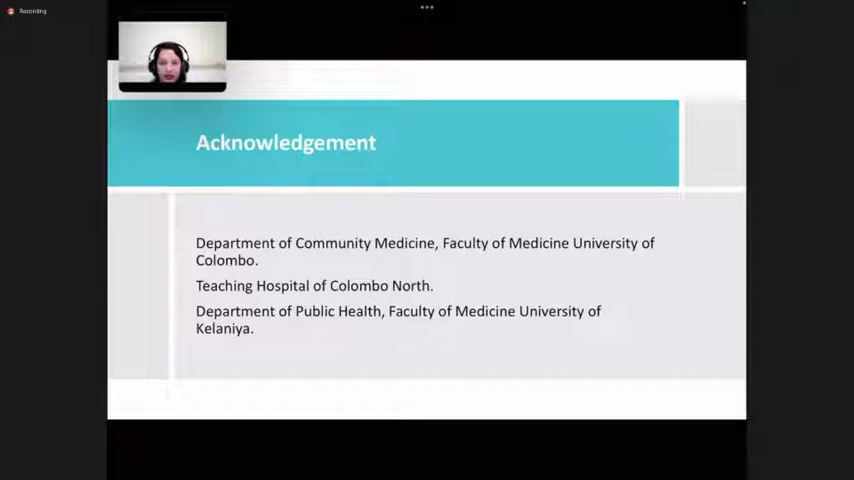 Recording
Acknowledgement
Department of Community Medicine, Faculty of Medicine University of
Colombo.
Teaching Hospital of Colombo North.
Department of Public Health, Faculty of Medicine University of
Kelaniya.